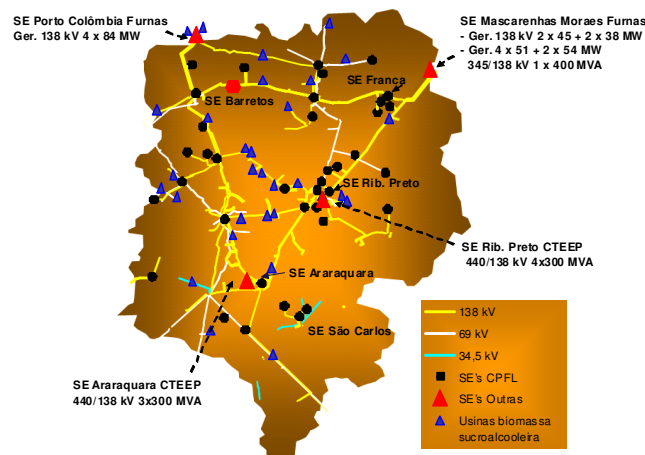 SE Porto Colômbia Furnas
Ger. 138 kV 4 x 84 MW
SE Mascarenhas Moraes Furnas
- Ger. 138 kV 2 x 45 + 2 x 38 MW
- Ger. 4 x 51 + 2 x 54 MW
345/138 kV 1 x 400 MVA
SE Franca
SE Barretos
SE Rib. Preto
SE Rib. Preto CTEEP
440/138 kV 4x300 MVA
SE Araraquara
SE São Carlos
SE Araraquara CTEEP
440/138 kV 3x300 MVA
138 kV
69 kV
34,5 kV
SE's CPFL
SE's Outras
Usinas biomassa
sucroalcooleira